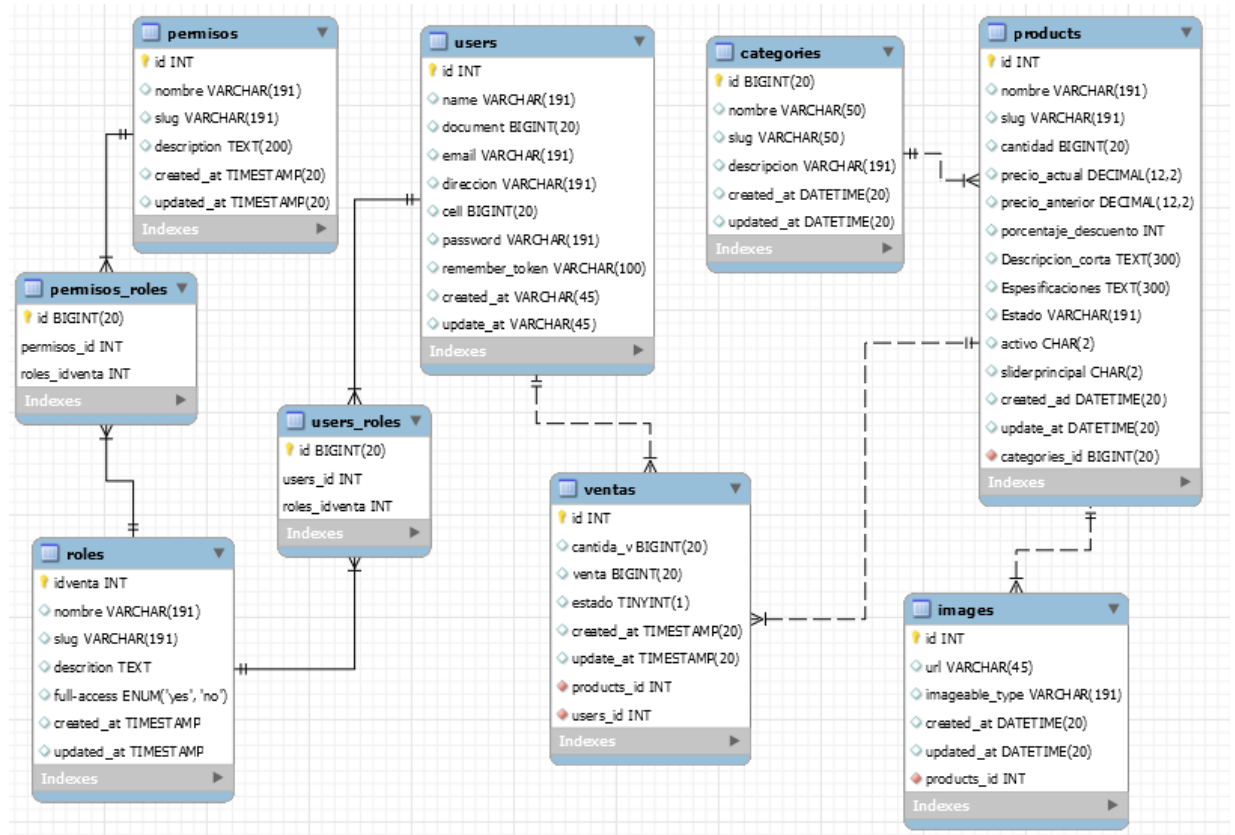 permisos
id INT
nombre VARCHAR(191)
slug VARCHAR(191)
description TEXT(200)
created_at TIMESTAMP(20)
updated_at TIMESTAMP(20)
Indexes
users
id INT
name VARCHAR(191)
document BIGINT(20)
email VARCHAR(191)
direccion VARCHAR(191)
cell BIGINT(20)
password VARCHAR(191)
remember_token VARCHAR(100)
created_at VARCHAR(45)
update_at VARCHAR(45)
Indexes
categories
id BIGINT(20)
nombre VARCHAR(50)
slug VARCHAR(50)
descripcion VARCHAR(191)
created_at DATETIME(20)
updated_at DATETIME(20)
Indexes
products
id INT
nombre VARCHAR(191)
slug VARCHAR(191)
cantidad BIGINT(20)
precio_actual DECIMAL(12,2)
precio_anterior DECIMAL(12,2)
porcentaje_descuento INT
Descripcion_corta TEXT(300)
Espesificaciones TEXT(300)
Estado VARCHAR(191)
activo CHAR(2)
sliderprincipal CHAR(2)
created_ad DATETIME(20)
update_at DATETIME(20)
categories_id BIGINT(20)
Indexes
permisos_roles
id BIGINT(20)
permisos_id INT
roles_idventa INT
Indexes
users_roles
id BIGINT(20)
users_id INT
roles_idventa INT
Indexes
ventas
id INT
cantida_v BIGINT(20)
venta BIGINT(20)
estado TINYINT(1)
created_at TIMESTAMP(20)
update_at TIMESTAMP(20)
products_id INT
users_id INT
Indexes
roles
idventa INT
nombre VARCHAR(191)
slug VARCHAR(191)
descrition TEXT
full-access ENUM('yes', 'no')
created_at TIMESTAMP
updated_at TIMESTAMP
Indexes
images
id INT
url VARCHAR(45)
imageable_type VARCHAR(191)
created_at DATETIME(20)
updated_at DATETIME(20)
products_id INT
Indexes